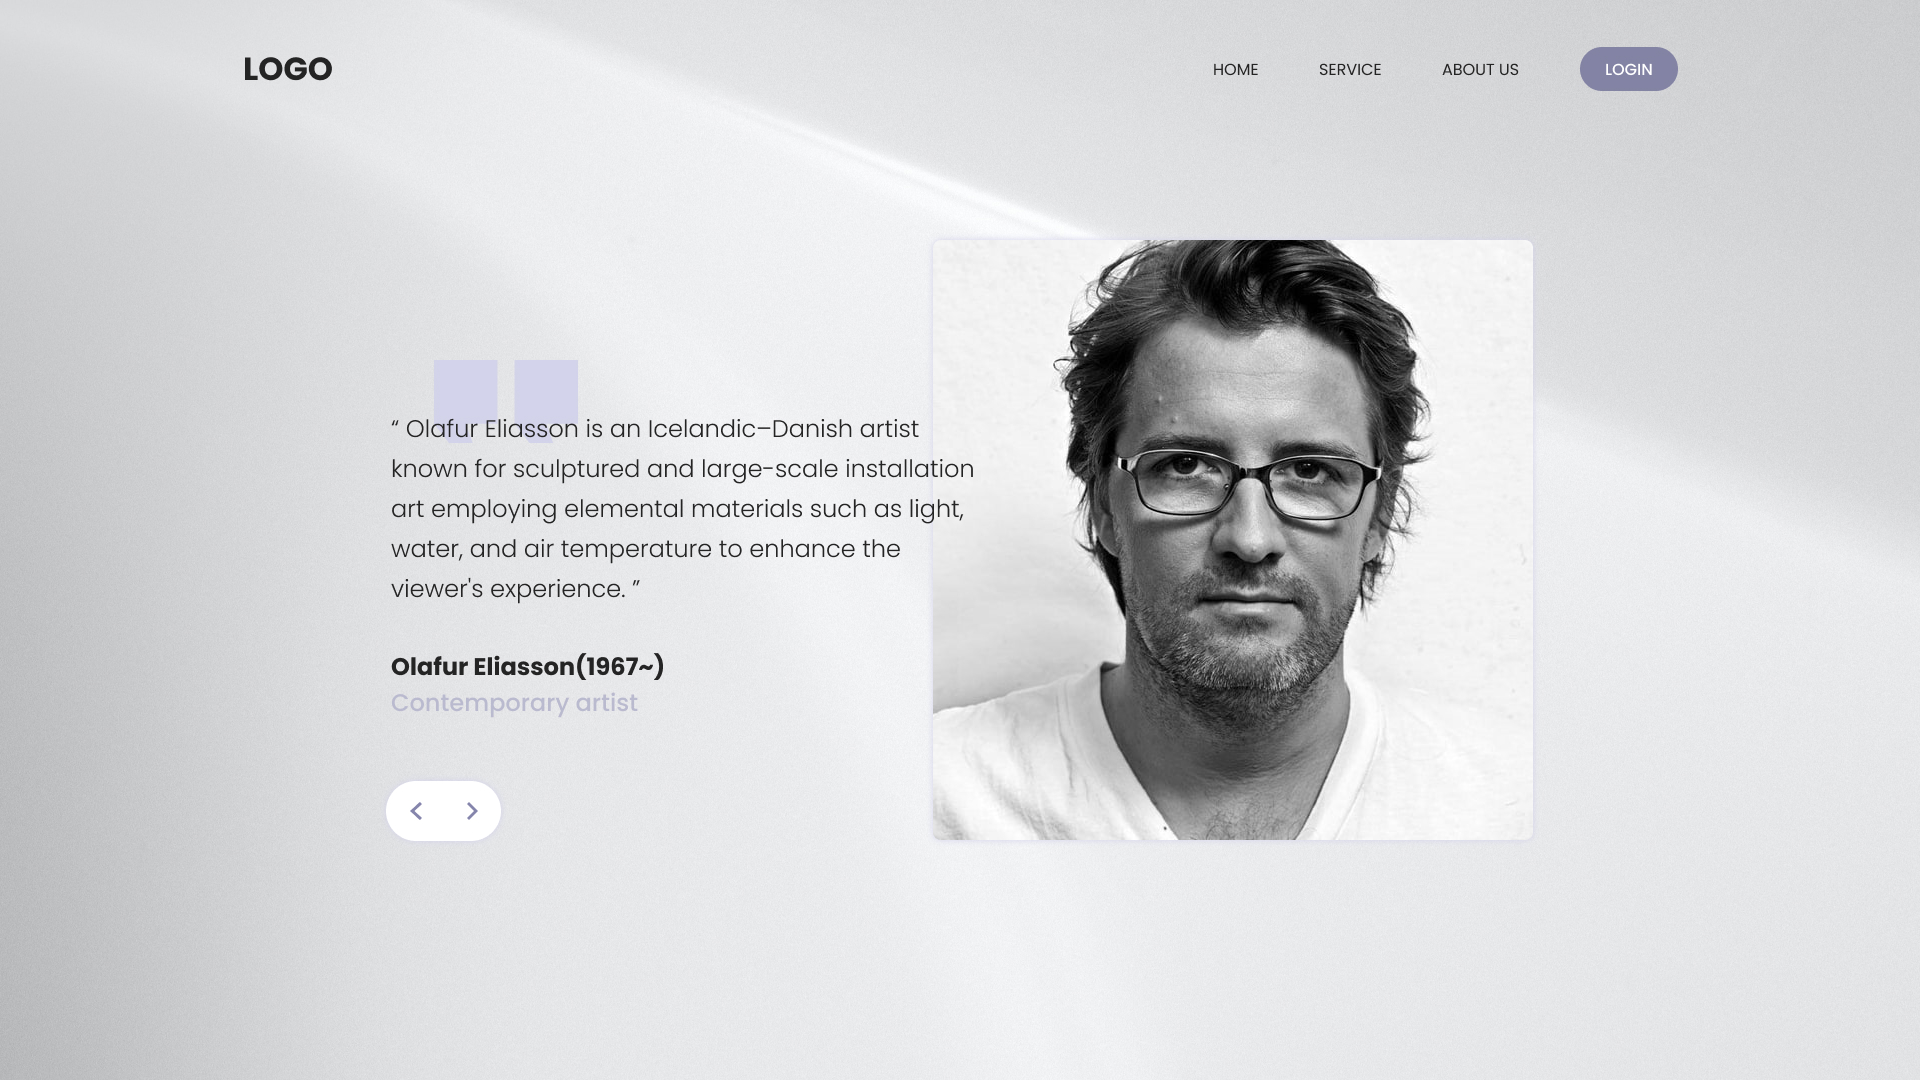 LOGO
HOME
SERVICE
ABOUT US
LOGIN
“ Olafur Eliasson is an Icelandic–Danish artist
known for sculptured and large-scale installation
art employing elemental materials such as light,
water, and air temperature to enhance the
viewer's experience. ”
Olafur Eliasson(1967~)
Contemporary artist